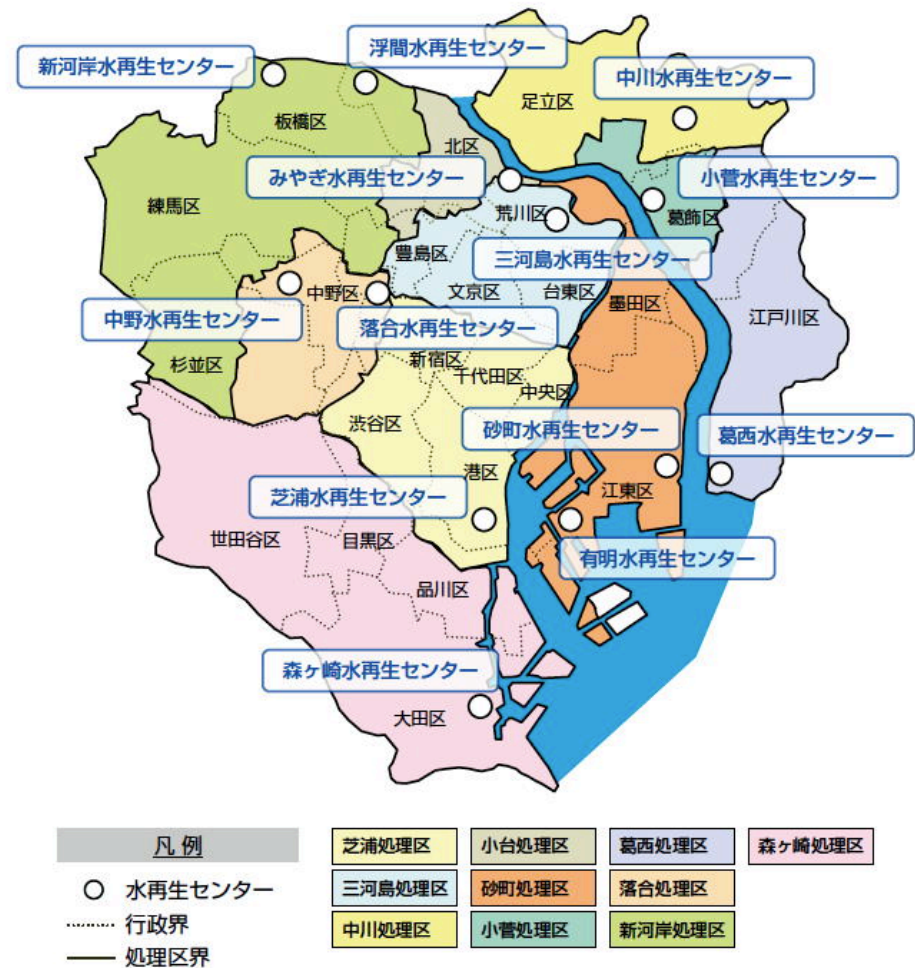 浮間水再生センター
新河岸水再生センター
中川水再生センター
足立区
板橋区
北区
みやぎ水再生センター
小菅水再生センター
練馬区
荒川区
葛飾区
豊島区
三河島水再生センター
文京区
台東区
中野区
墨田区
中野水再生センター
落合水再生センター
江戸川区
杉並区
新宿区
千代田区
中央区
渋谷区
砂町水再生センター
葛西水再生センター
港区
江東区
芝浦水再生センター
世田谷区
目黒区
有明水再生センター
品川区
森ヶ崎水再生センター
大田区
凡 例
水再生センター
行政界
処理区界
芝浦処理区
小台処理区
葛西処理区
森ヶ崎処理区
三河島処理区
砂町処理区
落合処理区
中川処理区
小菅処理区
新河岸処理区